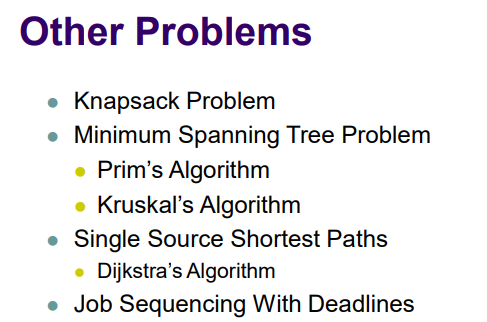 Other Problems
Knapsack Problem
Minimum Spanning Tree Problem
Prim’s Algorithm
Kruskal’s Algorithm
Single Source Shortest Paths
Dijkstra’s Algorithm
Job Sequencing With Deadlines